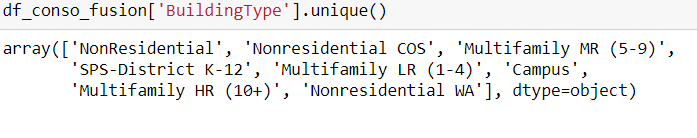 df_conso_fusion['BuildingType'].unique()
array(['NonResidential', 'Nonresidential COS', 'Multifamily MR (5-9)',
'SPS-District K-12', 'Multifamily LR (1-4)', 'Campus',
'Multifamily HR (10+)', 'Nonresidential WA'], dtype=object)